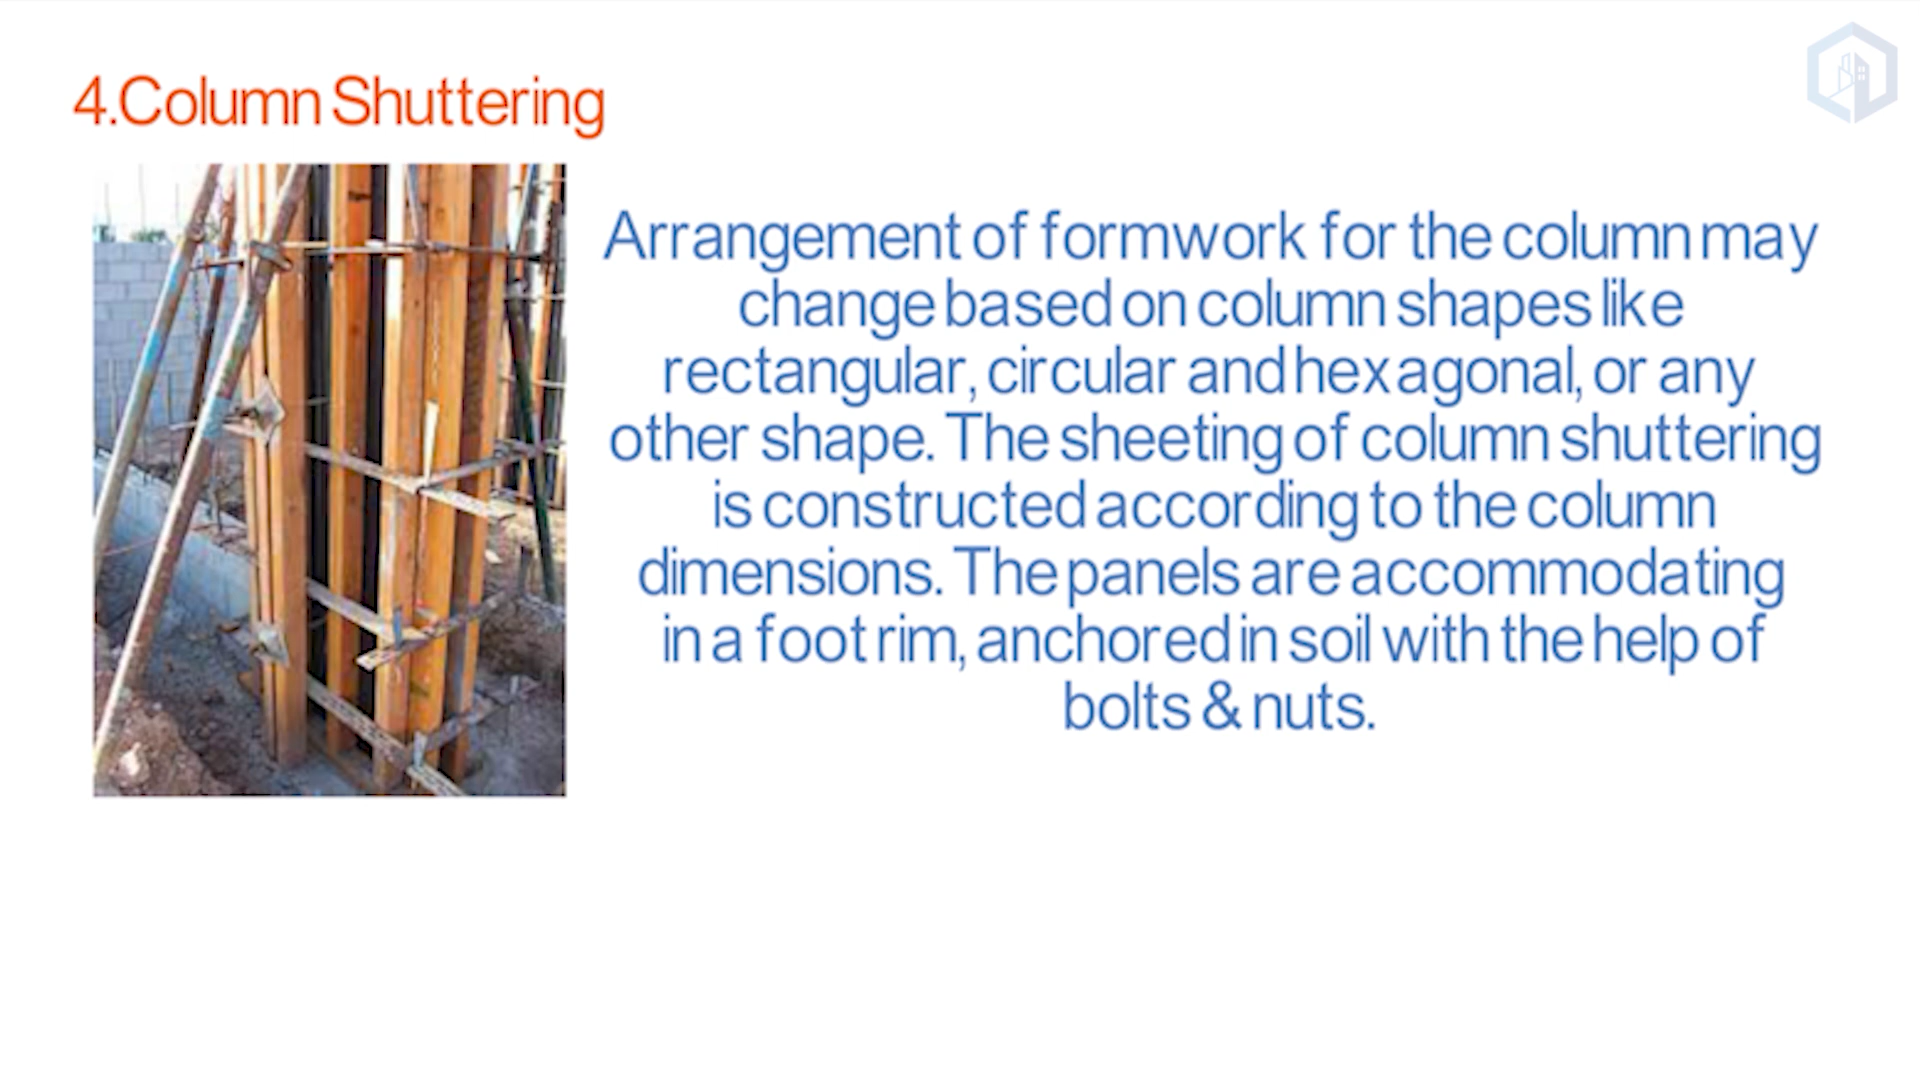 4.Column Shuttering
Arrangement of formwork for the column may
change based on column shapes like
rectangular, circular and hexagonal, or any
other shape. The sheeting of column shuttering
is constructed according to the column
dimensions. The panels are accommodating
in a foot rim, anchored in soil with the help of
bolts & nuts.